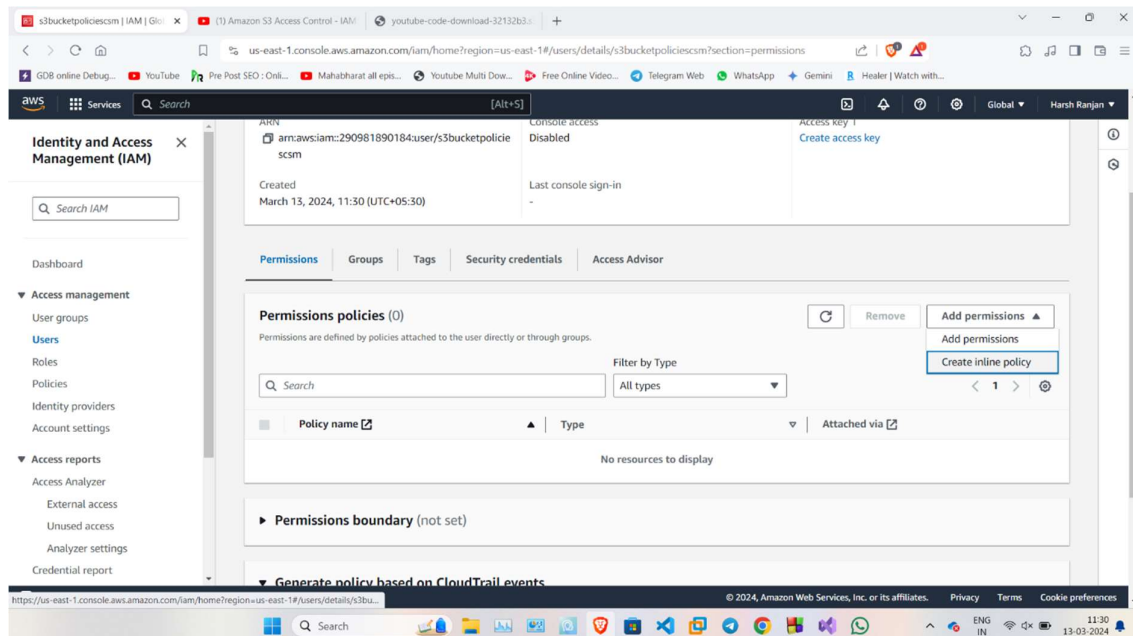 s3bucketpoliciescsm | IAM | Glo
(1) Amazon S3 Access Control - IAM
youtube-code-download-32132b3.s
us-east-1.console.aws.amazon.com/iam/home?region=us-east-1#/users/details/s3bucketpoliciescsm?section=permissions
GDB online Debug...
YouTube
Pre Post SEO : Onli...
Mahabharat all epis...
Youtube Multi Dow...
Free Online Video...
Telegram Web
WhatsApp
Gemini
Healer | Watch with...
aws
Services
Search
[Alt+S]
Global
Harsh Ranjan
Identity and Access
Management (IAM)
Search IAM
Dashboard
Access management
User groups
Users
Roles
Policies
Identity providers
Account settings
Access reports
Access Analyzer
External access
Unused access
Analyzer settings
Credential report
ARN
arn:aws:iam::290981890184:user/s3bucketpolicie
scsm
Console access
Disabled
Access key 1
Create access key
Created
March 13, 2024, 11:30 (UTC+05:30)
Last console sign-in
-
Permissions
Groups
Tags
Security credentials
Access Advisor
Permissions policies (0)
Permissions are defined by policies attached to the user directly or through groups.
Remove
Add permissions
Add permissions
Create inline policy
Filter by Type
Search
All types
1
Policy name
Type
Attached via
No resources to display
Permissions boundary (not set)
Generate policy based on CloudTrail events
https://us-east-1.console.aws.amazon.com/iam/home?region=us-east-1#/users/details/s3bu...
© 2024, Amazon Web Services, Inc. or its affiliates.
Privacy
Terms
Cookie preferences
Search
ENG
IN
11:30
13-03-2024